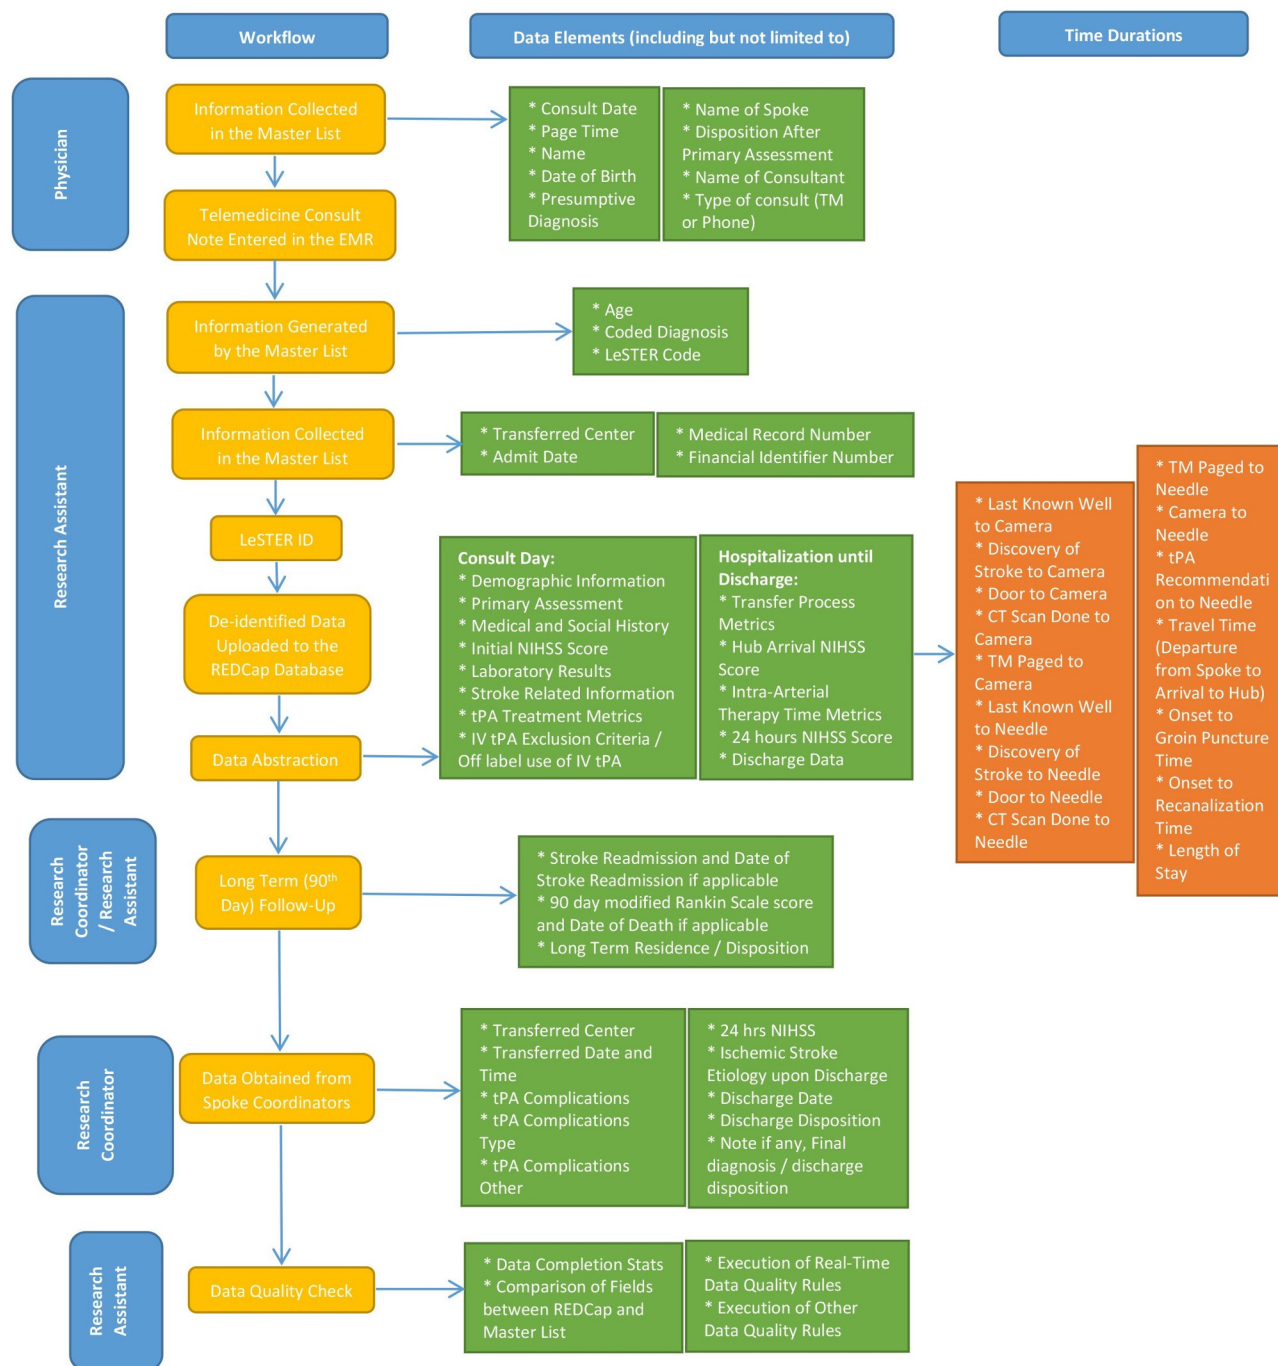 Workflow
Data Elements (including but not limited to)
Time Durations
Physician
Information Collected
in the Master List
* Consult Date
* Page Time
* Name
* Date of Birth
* Presumptive
Diagnosis
* Name of Spoke
* Disposition After
Primary Assessment
* Name of Consultant
* Type of consult (TM
or Phone)
Telemedicine Consult
Note Entered in the EMR
Research Assistant
Information Generated
by the Master List
* Age
* Coded Diagnosis
* LeSTER Code
Information Collected
in the Master List
* Transferred Center
* Admit Date
* Medical Record Number
* Financial Identifier Number
LeSTER ID
De-identified Data
Uploaded to the
REDCap Database
Data Abstraction
Consult Day:
* Demographic Information
* Primary Assessment
* Medical and Social History
* Initial NIHSS Score
* Laboratory Results
* Stroke Related Information
* tPA Treatment Metrics
* IV tPA Exclusion Criteria /
Off label use of IV tPA
Hospitalization until
Discharge:
* Transfer Process
Metrics
* Hub Arrival NIHSS
Score
* Intra-Arterial
Therapy Time Metrics
* 24 hours NIHSS Score
* Discharge Data
* Last Known Well
to Camera
* Discovery of
Stroke to Camera
* Door to Camera
* CT Scan Done to
Camera
* TM Paged to
Camera
* Last Known Well
to Needle
* Discovery of
Stroke to Needle
* Door to Needle
* CT Scan Done to
Needle
* TM Paged to
Needle
* Camera to
Needle
* tPA
Recommendati
on to Needle
* Travel Time
(Departure
from Spoke to
Arrival to Hub)
* Onset to
Groin Puncture
Time
* Onset to
Recanalization
Time
* Length of
Stay
Research
Coordinator
/ Research
Assistant
Long Term (90th
Day) Follow-Up
* Stroke Readmission and Date of
Stroke Readmission if applicable
* 90 day modified Rankin Scale score
and Date of Death if applicable
* Long Term Residence / Disposition
Research
Coordinator
Data Obtained from
Spoke Coordinators
* Transferred Center
* Transferred Date and
Time
* tPA Complications
* tPA Complications
Type
* tPA Complications
Other
* 24 hrs NIHSS
* Ischemic Stroke
Etiology upon Discharge
* Discharge Date
* Discharge Disposition
* Note if any, Final
diagnosis / discharge
disposition
Research
Assistant
Data Quality Check
* Data Completion Stats
* Comparison of Fields
between REDCap and
Master List
* Execution of Real-Time
Data Quality Rules
* Execution of Other
Data Quality Rules